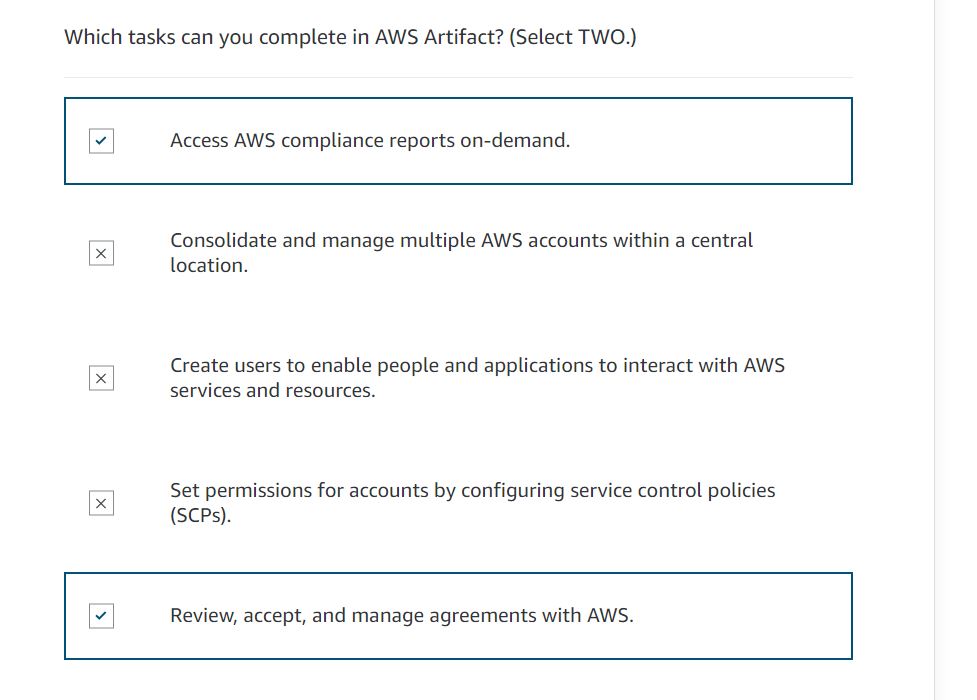 Which tasks can you complete in AWS Artifact? (Select TWO.)
Access AWS compliance reports on-demand.
Consolidate and manage multiple AWS accounts within a central
location.
Create users to enable people and applications to interact with AWS
services and resources.
Set permissions for accounts by configuring service control policies
(SCPs).
Review, accept, and manage agreements with AWS.